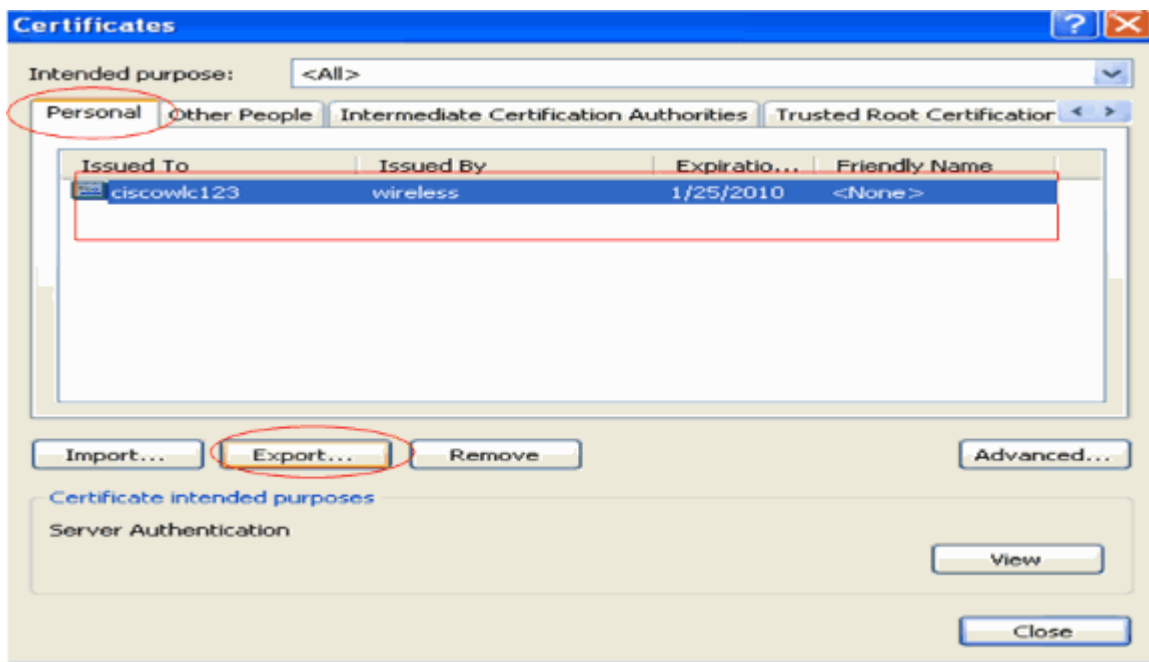 Certificates
Intended purpose: <All>
Personal Other People Intermediate Certification Authorities Trusted Root Certification
Issued To Issued By Expiratio... Friendly Name
ciscowlc123 wireless 1/25/2010 <None>
Import... Export... Remove Advanced...
Certificate intended purposes
Server Authentication
View
Close